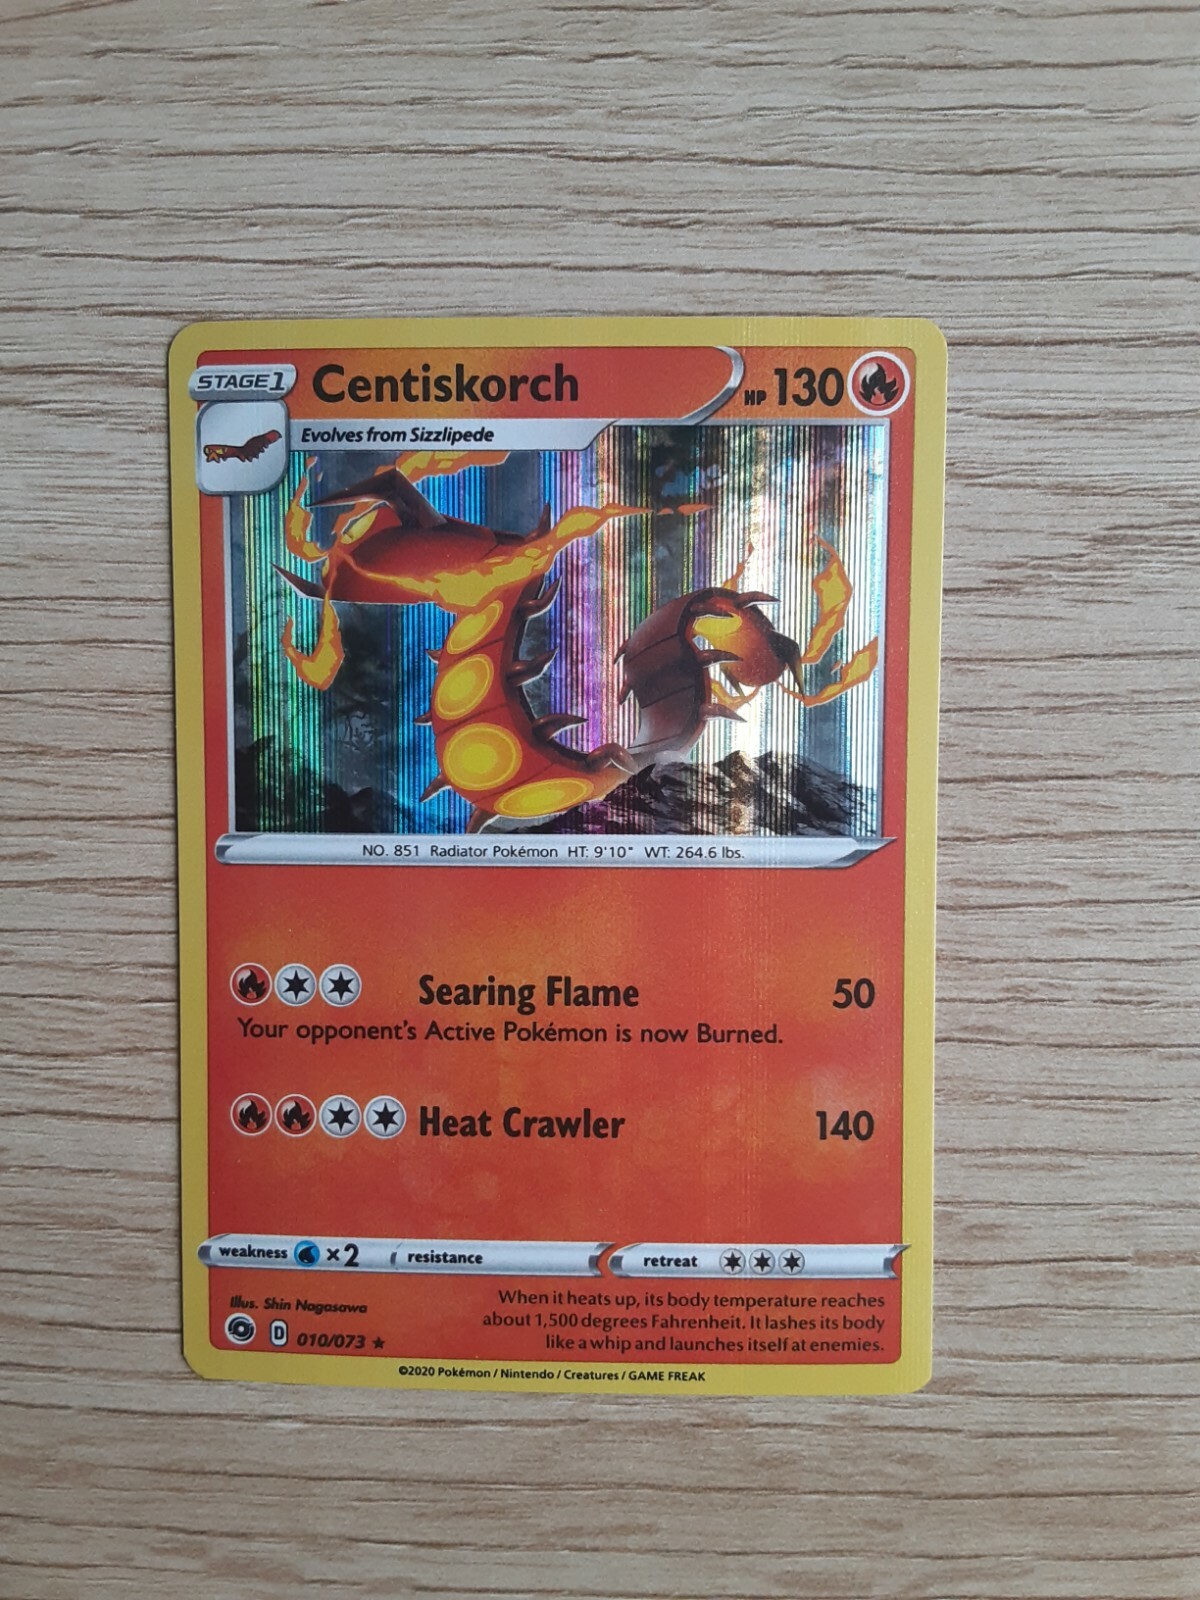 STAGE 1
Centiskorch
HP 130
Evolves from Sizzlipede
NO. 851 Radiator Pokémon HT: 9'10" WT: 264.6 lbs.
Searing Flame 50
Your opponent's Active Pokémon is now Burned.
Heat Crawler 140
weakness ×2 resistance retreat
Illus. Shin Nagasawa
D 010/073 ★
When it heats up, its body temperature reaches
about 1,500 degrees Fahrenheit. It lashes its body
like a whip and launches itself at enemies.
©2020 Pokémon / Nintendo / Creatures / GAME FREAK